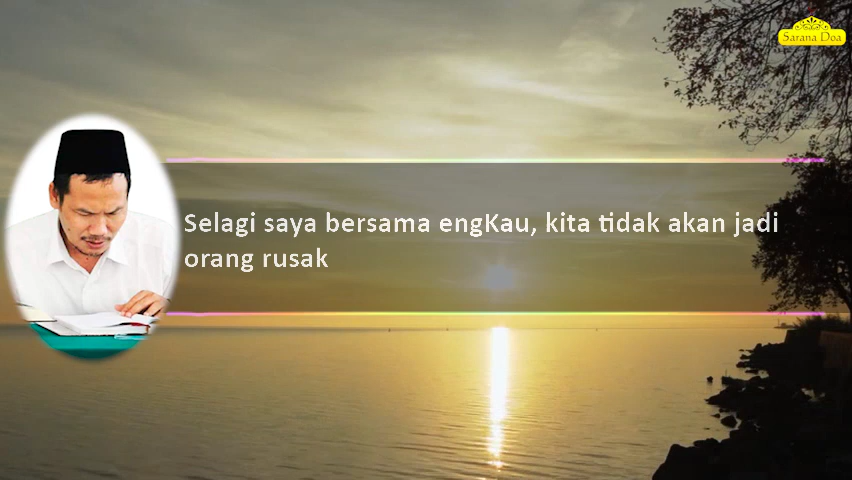 Sarana Doa
Selagi saya bersama engKau, kita tidak akan jadi
orang rusak